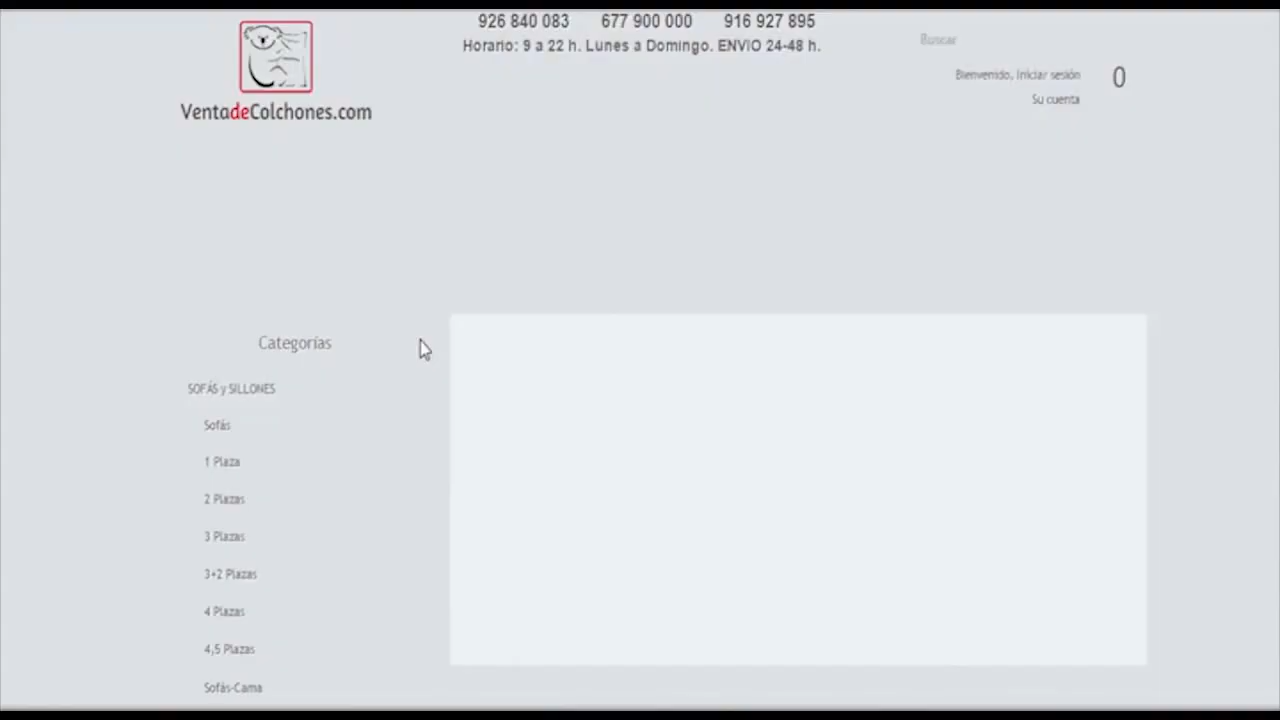 926 840 083 677 900 000 916 927 895
Horario: 9 a 22 h. Lunes a Domingo. ENVIO 24-48 h.
Buscar
Bienvenido, Iniciar sesión
0
Su cuenta
VentadeColchones.com
Categorías
SOFÁS y SILLONES
Sofás
1 Plaza
2 Plazas
3 Plazas
3+2 Plazas
4 Plazas
4,5 Plazas
Sofás-Cama